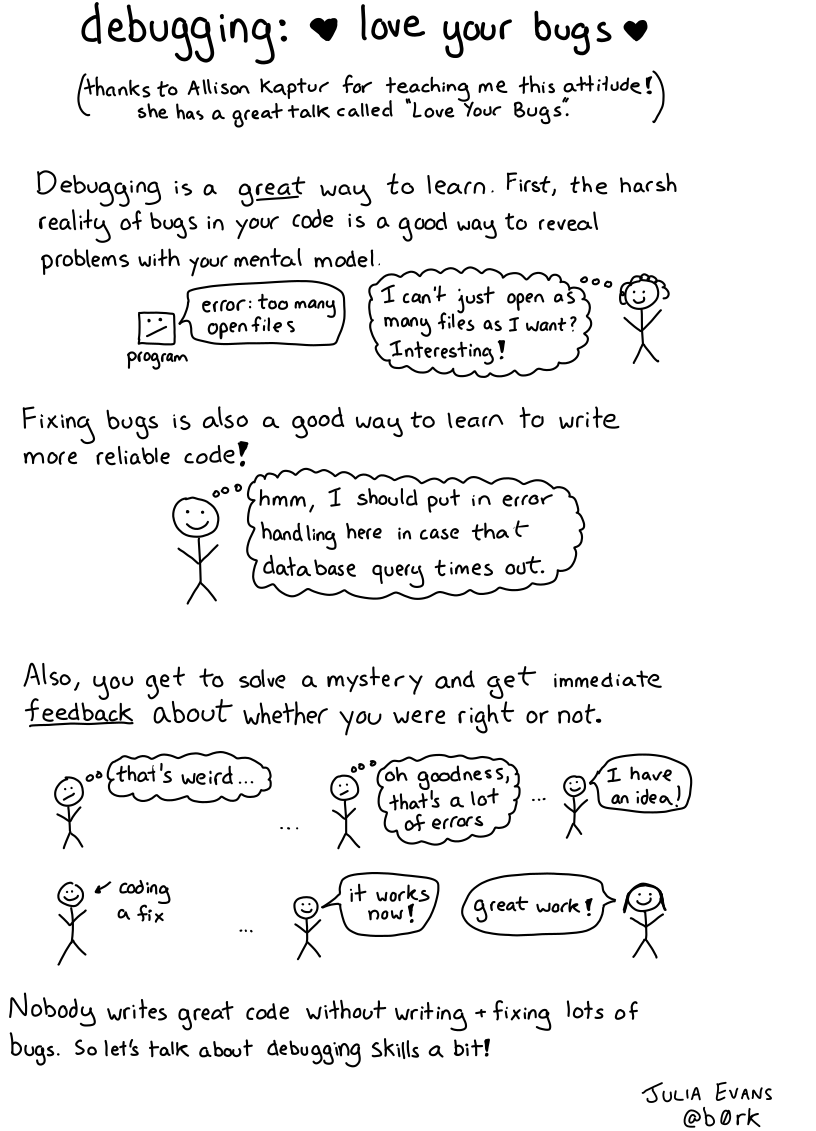 debugging: ♥ love your bugs ♥
(thanks to Allison Kaptur for teaching me this attitude!
she has a great talk called "Love Your Bugs".)
Debugging is a great way to learn. First, the harsh
reality of bugs in your code is a good way to reveal
problems with your mental model.
error: too many
open files
program
I can't just open as
many files as I want?
Interesting!
Fixing bugs is also a good way to learn to write
more reliable code!
hmm, I should put in error
handling here in case that
database query times out.
Also, you get to solve a mystery and get immediate
feedback about whether you were right or not.
that's weird...
...
oh goodness,
that's a lot
of errors
...
I have
an idea!
← coding
a fix
...
it works
now!
great work!
Nobody writes great code without writing + fixing lots of
bugs. So let's talk about debugging skills a bit!
JULIA EVANS
@b0rk